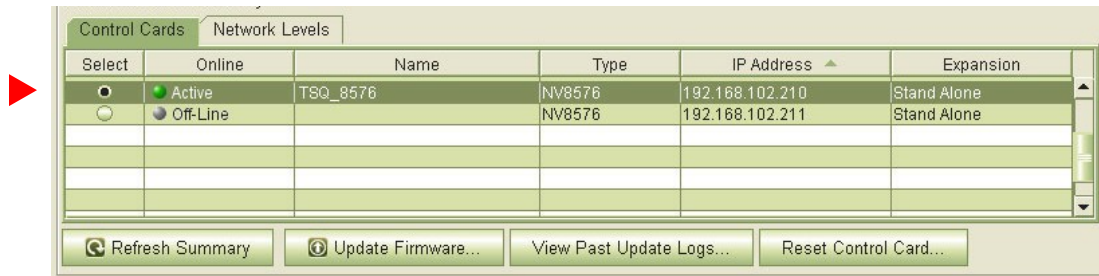 Control Cards Network Levels
Select Online Name Type IP Address Expansion
Active TSQ_8576 NV8576 192.168.102.210 Stand Alone
Off-Line NV8576 192.168.102.211 Stand Alone
Refresh Summary Update Firmware... View Past Update Logs... Reset Control Card...